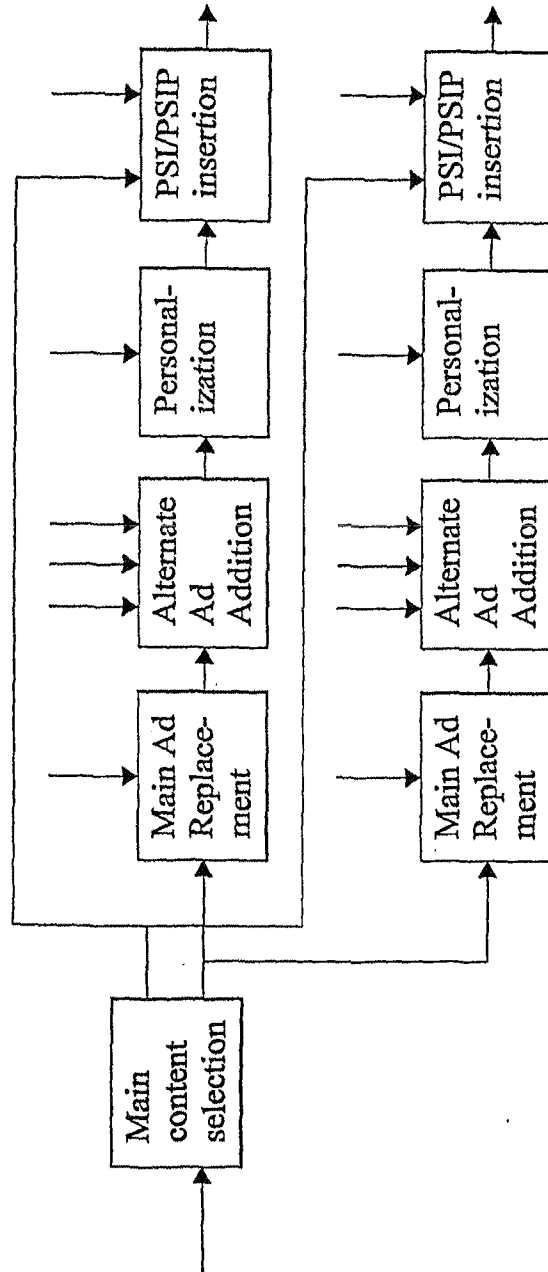 Main
content
selection
Main Ad
Replace-
ment
Alternate
Ad
Addition
Personal-
ization
PSI/PSIP
insertion
Main Ad
Replace-
ment
Alternate
Ad
Addition
Personal-
ization
PSI/PSIP
insertion